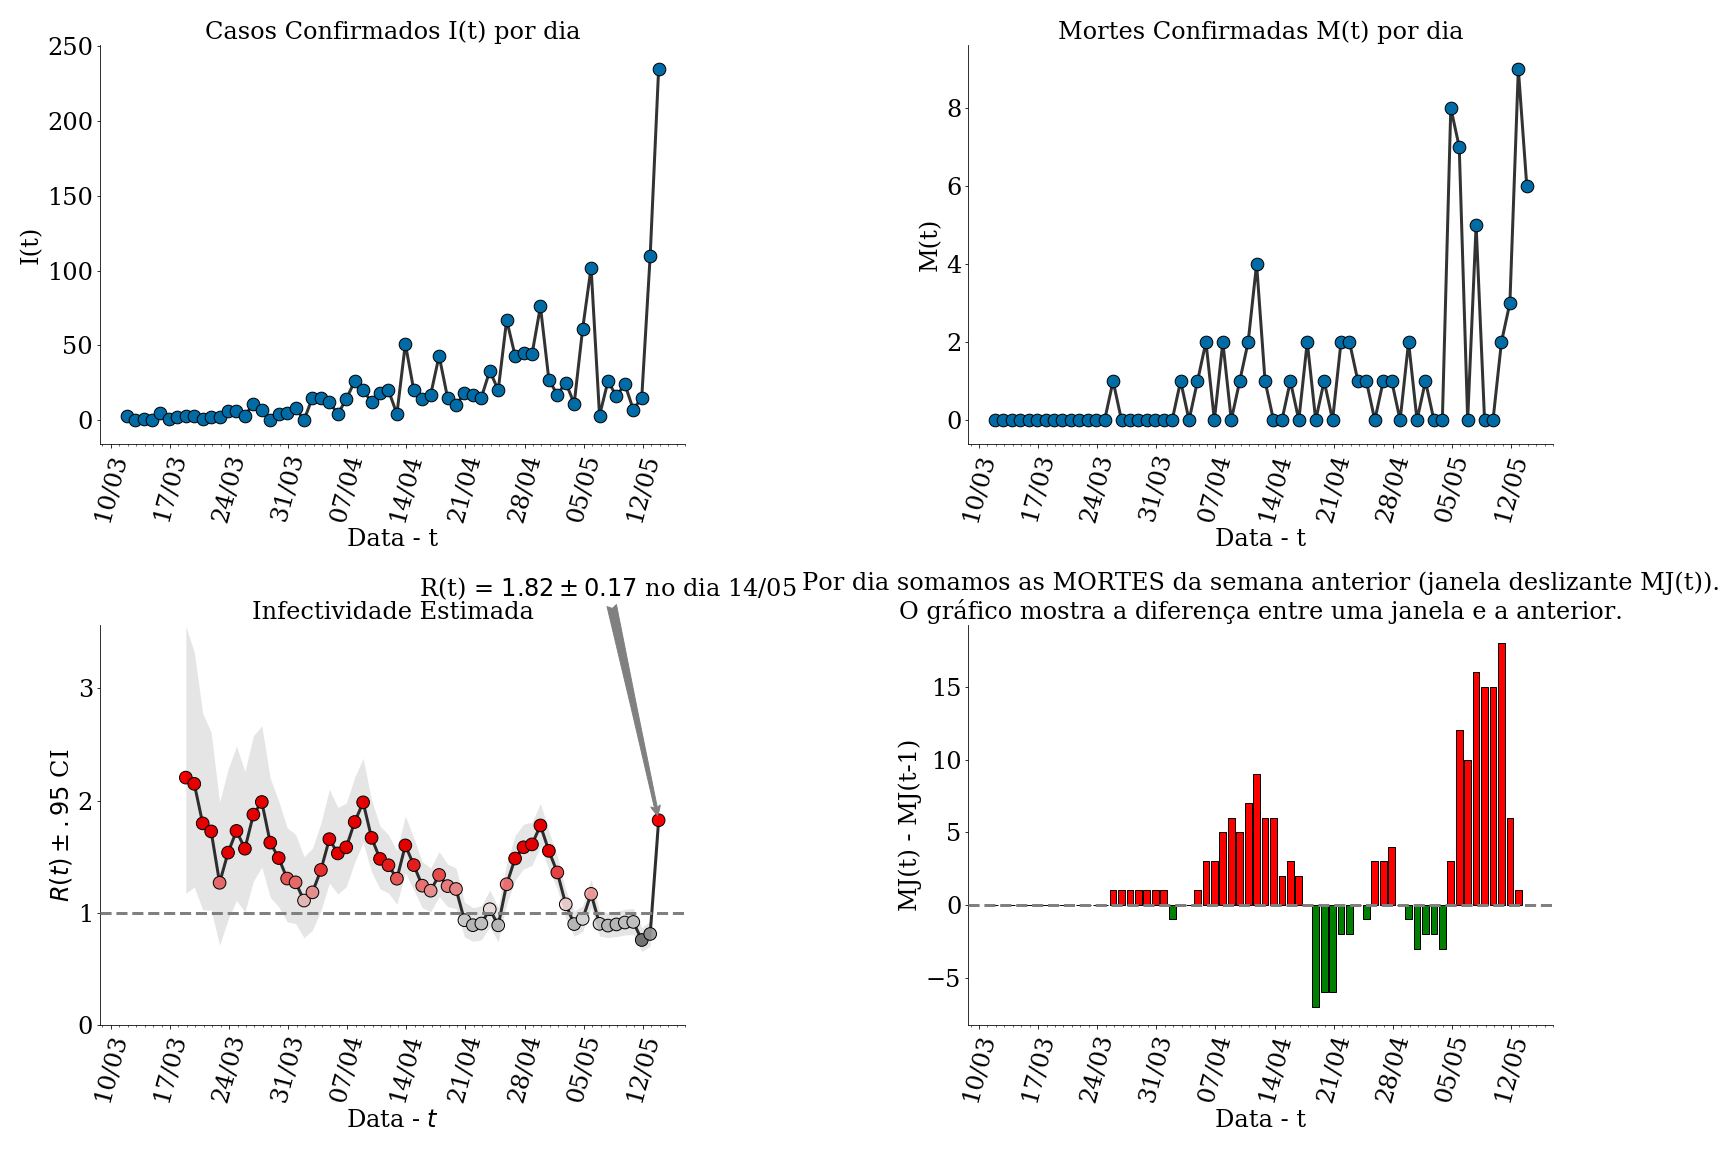 Casos Confirmados I(t) por dia
250
200
150
100
50
0
I(t)
10/03 17/03 24/03 31/03 07/04 14/04 21/04 28/04 05/05 12/05
Data - t
Mortes Confirmadas M(t) por dia
8
6
4
2
0
M(t)
10/03 17/03 24/03 31/03 07/04 14/04 21/04 28/04 05/05 12/05
Data - t
R(t) = 1.82 ± 0.17 no dia 14/05
Infectividade Estimada
3
2
1
0
R(t) ± .95 CI
10/03 17/03 24/03 31/03 07/04 14/04 21/04 28/04 05/05 12/05
Data - t
Por dia somamos as MORTES da semana anterior (janela deslizante MJ(t)).
O gráfico mostra a diferença entre uma janela e a anterior.
15
10
5
0
−5
MJ(t) - MJ(t-1)
10/03 17/03 24/03 31/03 07/04 14/04 21/04 28/04 05/05 12/05
Data - t